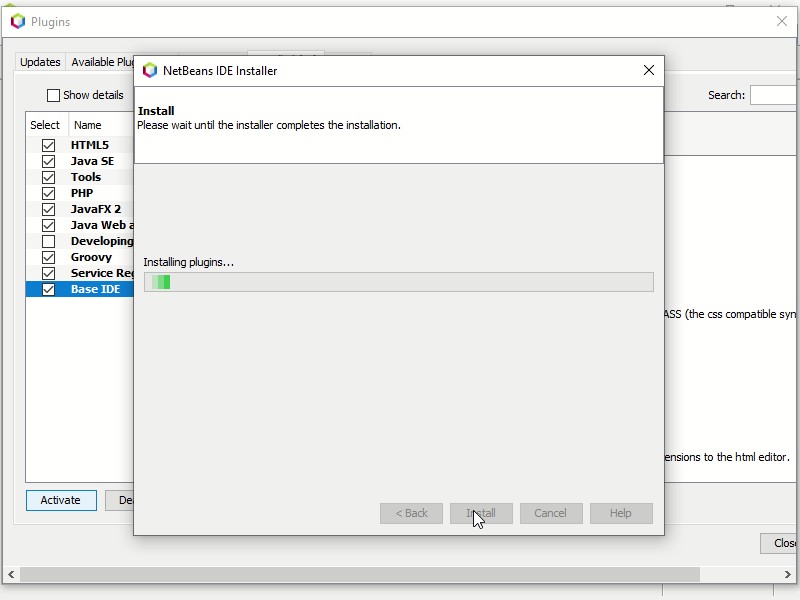 Plugins
Updates
Available Plug
NetBeans IDE Installer
Show details
Search:
Install
Please wait until the installer completes the installation.
Select
Name
HTML5
Java SE
Tools
PHP
JavaFX 2
Java Web a
Developing
Groovy
Service Reg
Base IDE
Installing plugins...
ASS (the css compatible syn
ensions to the html editor.
Activate
De
< Back
Install
Cancel
Help
Close